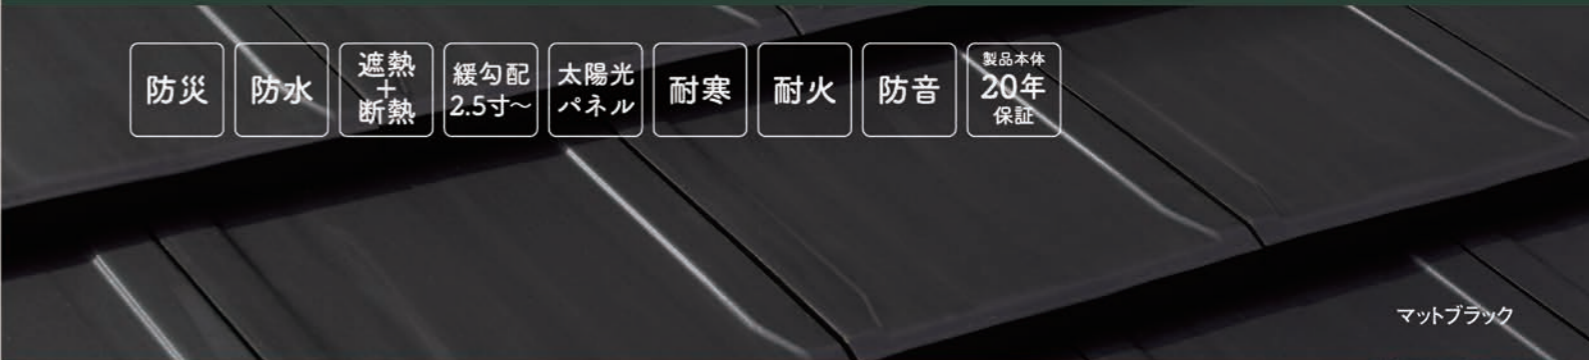 防災
防水
遮熱
+
断熱
緩勾配
2.5寸～
太陽光
パネル
耐寒
耐火
防音
製品本体
20年
保証
マットブラック